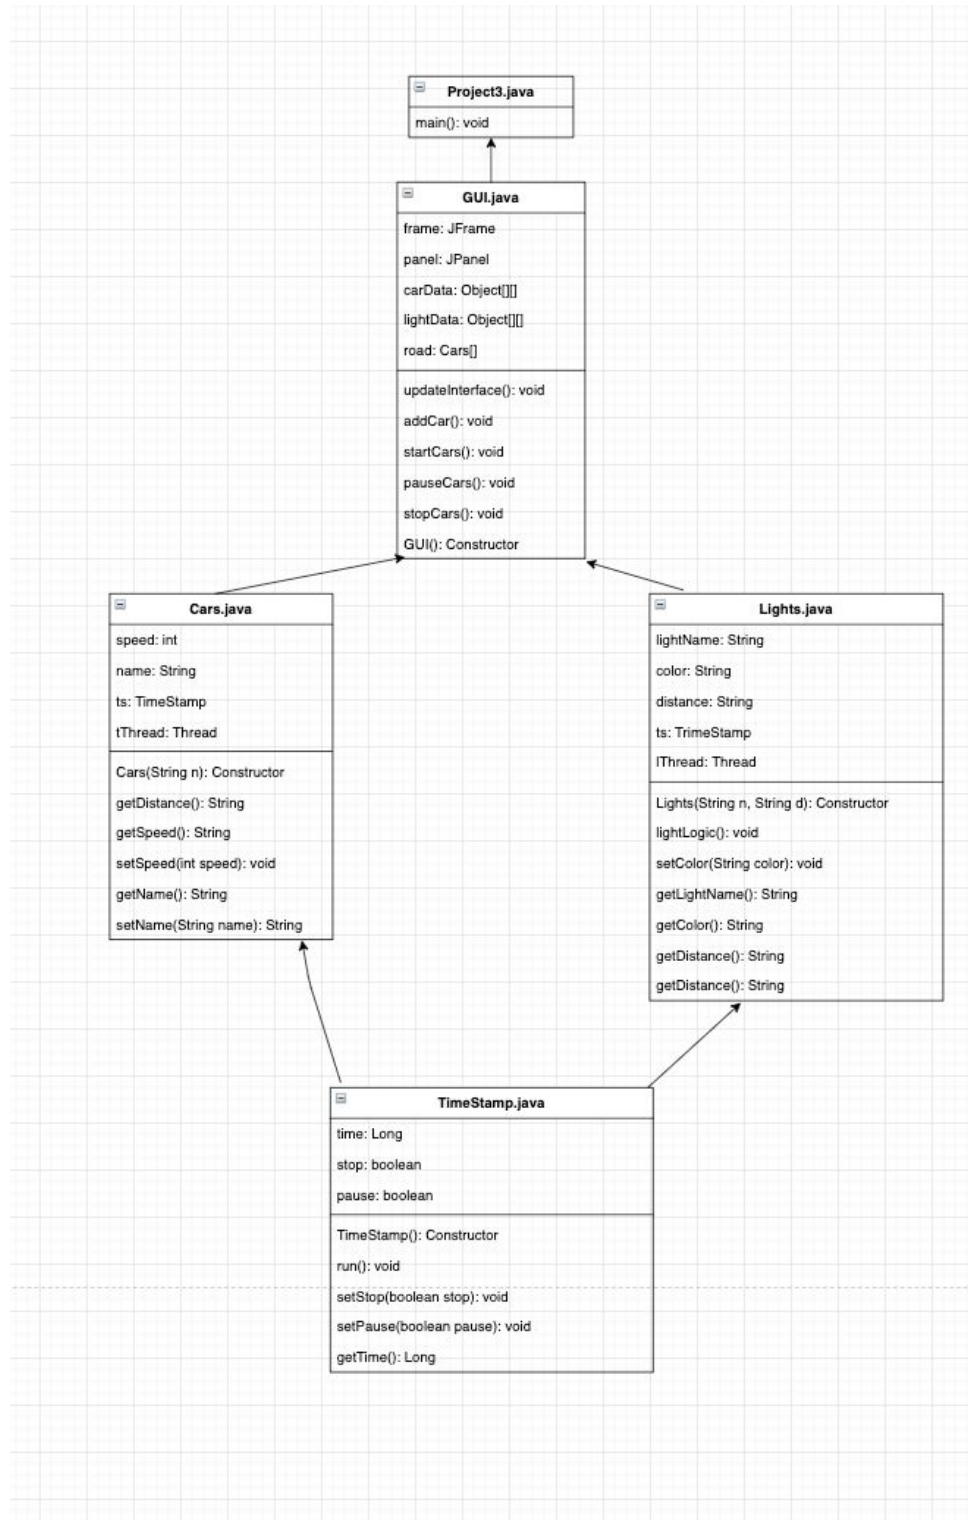 Project3.java
main(): void
GUI.java
frame: JFrame
panel: JPanel
carData: Object[][]
lightData: Object[][]
road: Cars[]
updateInterface(): void
addCar(): void
startCars(): void
pauseCars(): void
stopCars(): void
GUI(): Constructor
Cars.java
speed: int
name: String
ts: TimeStamp
tThread: Thread
Cars(String n): Constructor
getDistance(): String
getSpeed(): String
setSpeed(int speed): void
getName(): String
setName(String name): String
Lights.java
lightName: String
color: String
distance: String
ts: TrimeStamp
lThread: Thread
Lights(String n, String d): Constructor
lightLogic(): void
setColor(String color): void
getLightName(): String
getColor(): String
getDistance(): String
getDistance(): String
TimeStamp.java
time: Long
stop: boolean
pause: boolean
TimeStamp(): Constructor
run(): void
setStop(boolean stop): void
setPause(boolean pause): void
getTime(): Long